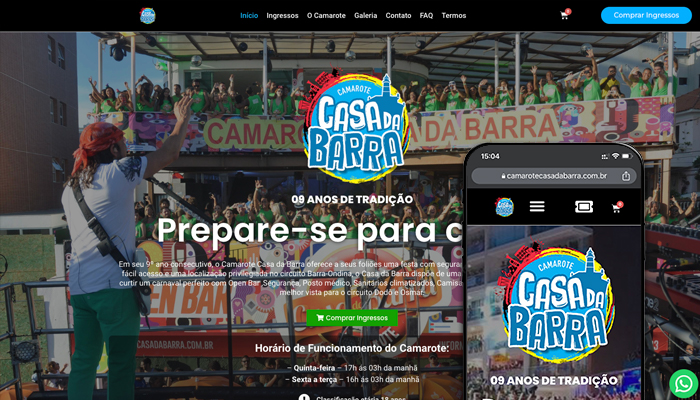 Início Ingressos O Camarote Galeria Contato FAQ Termos
Comprar Ingressos
CAMAROTE
CASA DA
BARRA
CAMAROTE CASA DA BARRA
09 ANOS DE TRADIÇÃO
Prepare-se para c
Em seu 9º ano consecutivo, o Camarote Casa da Barra oferece a seus foliões uma festa com seguran
fácil acesso e uma localização privilegiada no circuito Barra-Ondina, o Casa da Barra dispõe de uma
curtir um carnaval perfeito com Open Bar, Segurança, Posto médico, Sanitários climatizados, Camisa
melhor vista para o circuito Dodô e Osmar.
OPEN BAR
Comprar Ingressos
CASADABARRA.COM.BR
Horário de Funcionamento do Camarote:
– Quinta-feira – 17h ás 03h da manhã
– Sexta a terça – 16h ás 03h da manhã
Classificação etária 18 anos
15:04
camarotecasadabarra.com.br
CAMAROTE
CASA DA
BARRA
09 ANOS DE TRADIÇÃO